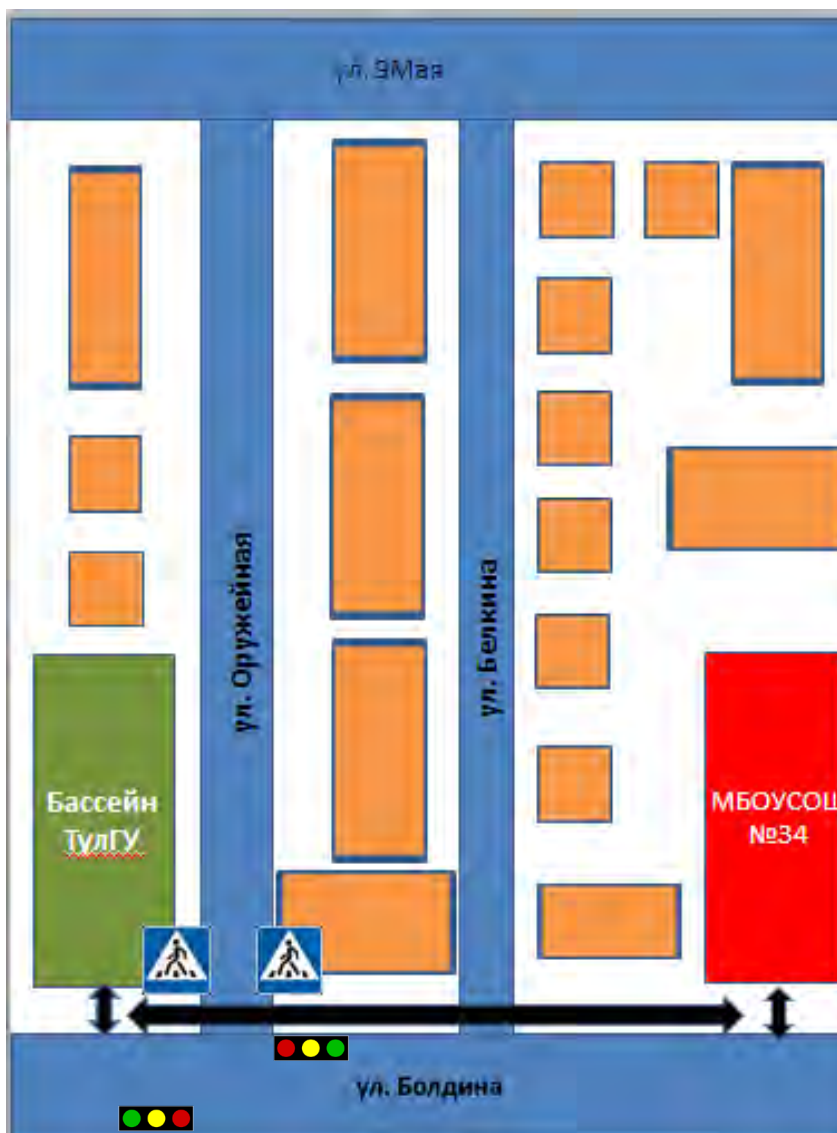 ул. 9Мая
ул. Оружейная
ул. Белкина
Бассейн
ТулГУ
МБОУСОШ
№34
ул. Болдина